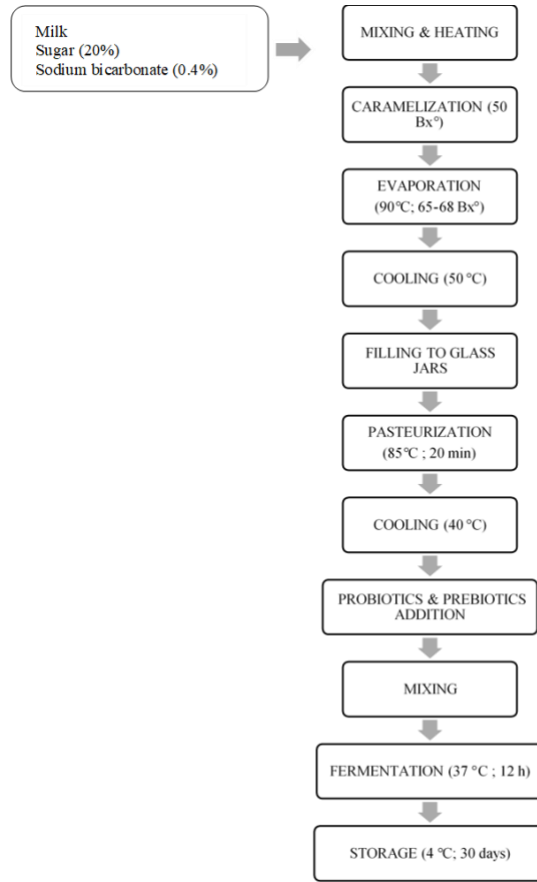 Milk
Sugar (20%)
Sodium bicarbonate (0.4%)
MIXING & HEATING
CARAMELIZATION (50
Bx°)
EVAPORATION
(90℃; 65-68 Bx°)
COOLING (50 °C)
FILLING TO GLASS
JARS
PASTEURIZATION
(85℃ ; 20 min)
COOLING (40 °C)
PROBIOTICS & PREBIOTICS
ADDITION
MIXING
FERMENTATION (37 °C ; 12 h)
STORAGE (4 ℃; 30 days)